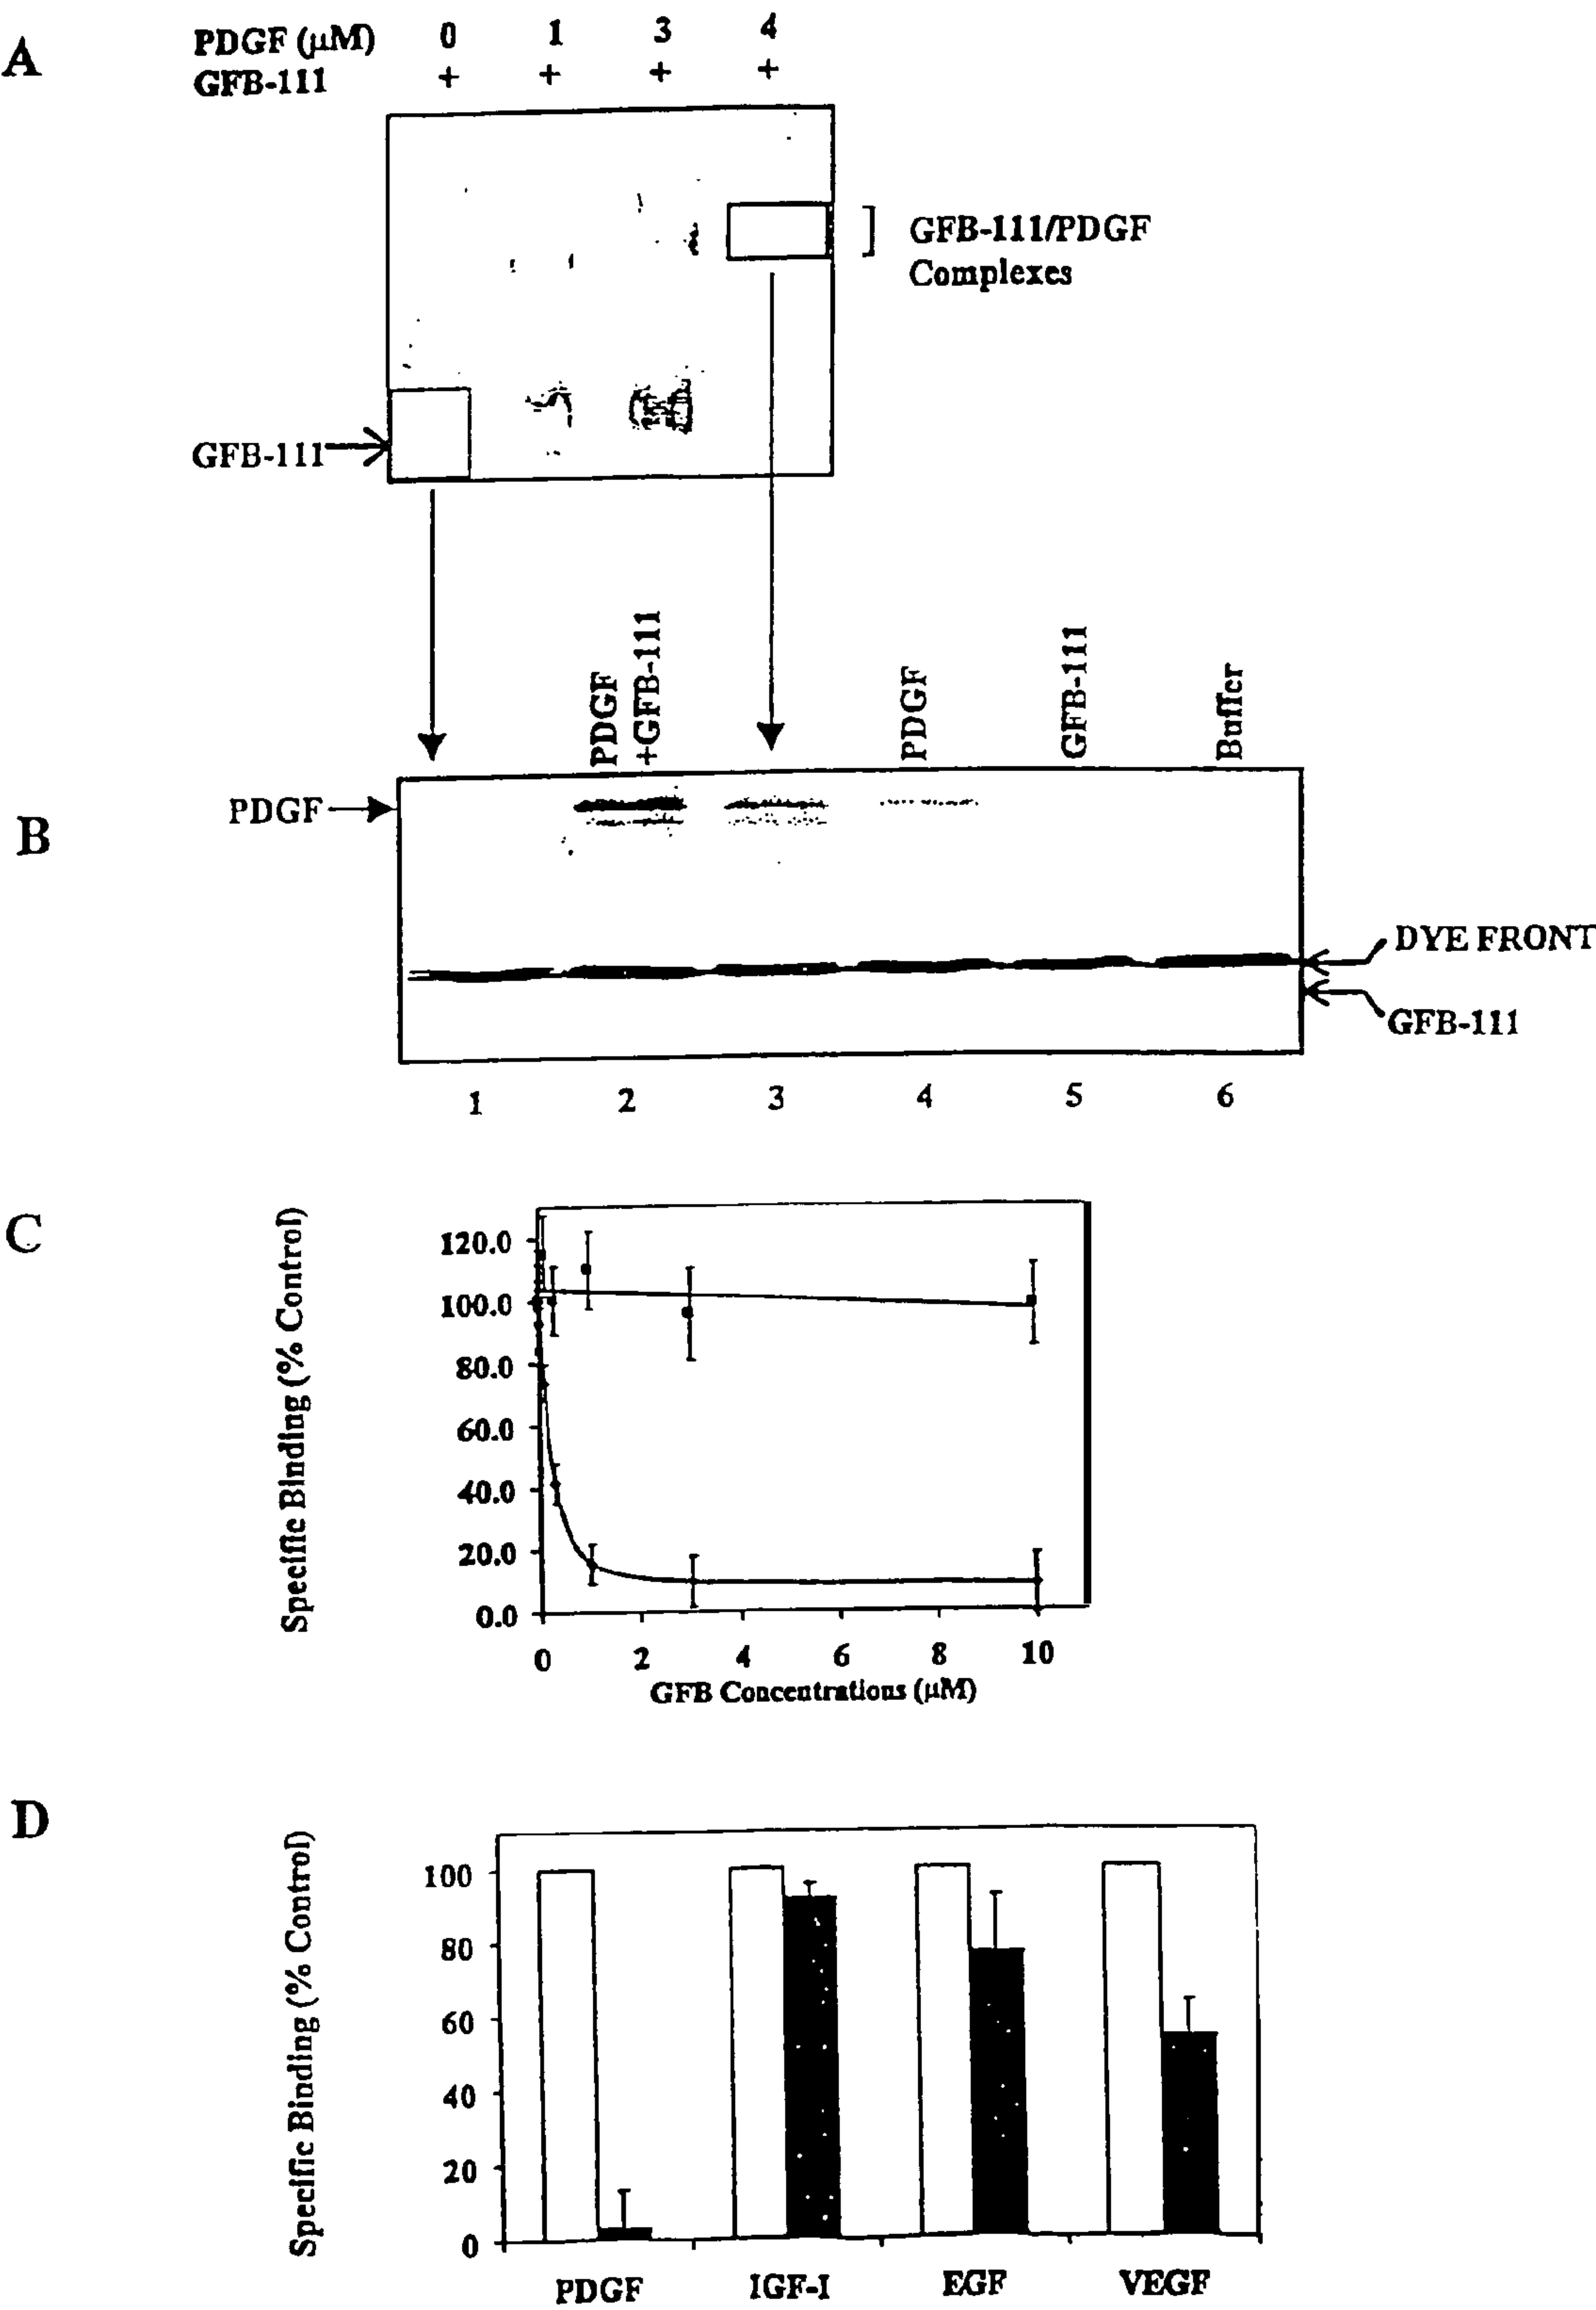 A
PDGF (µM) 0 1 3 4
GFB-111 + + + +
] GFB-111/PDGF
Complexes
GFB-111
PDGF
+GFB-111
PDGF
GFB-111
Buffer
B
PDGF
DYE FRONT
GFB-111
1 2 3 4 5 6
C
Specific Binding (% Control)
120.0
100.0
80.0
60.0
40.0
20.0
0.0
0 2 4 6 8 10
GFB Concentrations (µM)
D
Specific Binding (% Control)
100
80
60
40
20
0
PDGF IGF-I EGF VEGF